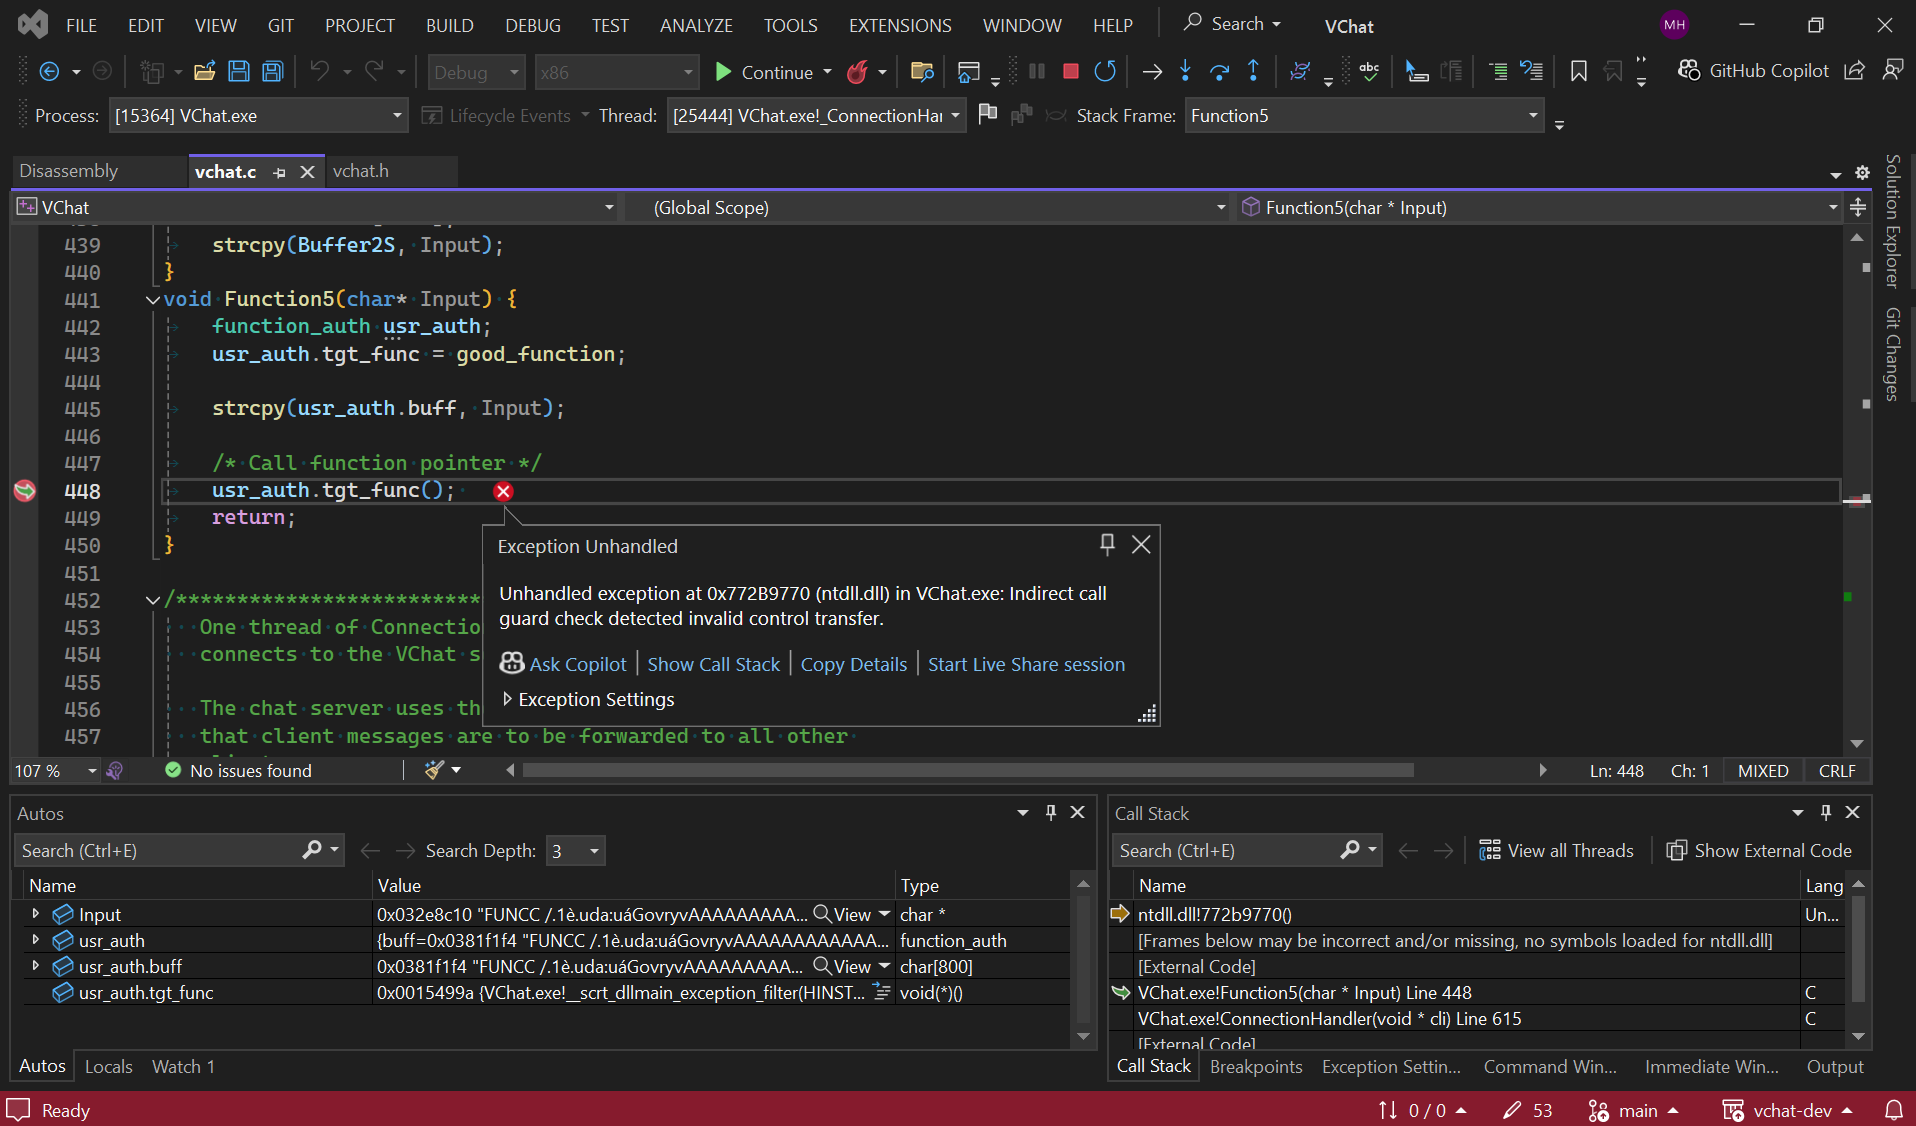 FILE EDIT VIEW GIT PROJECT BUILD DEBUG TEST ANALYZE TOOLS EXTENSIONS WINDOW HELP Search VChat MH
Debug x86 Continue abc GitHub Copilot
Process: [15364] VChat.exe Lifecycle Events Thread: [25444] VChat.exe!_ConnectionHa Stack Frame: Function5
Disassembly vchat.c vchat.h
VChat (Global Scope) Function5(char * Input)
439 strcpy(Buffer2S, Input);
440 }
441 void Function5(char* Input) {
442 function_auth usr_auth;
443 usr_auth.tgt_func = good_function;
444
445 strcpy(usr_auth.buff, Input);
446
447 /* Call function pointer */
448 usr_auth.tgt_func();
449 return;
450 }
451
452 /**************************
453 One thread of Connectio
454 connects to the VChat s
455
456 The chat server uses th
457 that client messages are to be forwarded to all other
Exception Unhandled
Unhandled exception at 0x772B9770 (ntdll.dll) in VChat.exe: Indirect call
guard check detected invalid control transfer.
Ask Copilot | Show Call Stack | Copy Details | Start Live Share session
Exception Settings
107 % No issues found Ln: 448 Ch: 1 MIXED CRLF
Solution Explorer
Git Changes
Autos
Search (Ctrl+E) Search Depth: 3
Name Value Type
Input 0x032e8c10 "FUNCC /.1è.uda:uáGovryvAAAAAAAAA... View char *
usr_auth {buff=0x0381f1f4 "FUNCC /.1è.uda:uáGovryvAAAAAAAAAAAA... function_auth
usr_auth.buff 0x0381f1f4 "FUNCC /.1è.uda:uáGovryvAAAAAAAAA... View char[800]
usr_auth.tgt_func 0x0015499a {VChat.exe!__scrt_dllmain_exception_filter(HINST... void(*)()
Autos Locals Watch 1
Call Stack
Search (Ctrl+E) View all Threads Show External Code
Name Lang
ntdll.dll!772b9770() Un...
[Frames below may be incorrect and/or missing, no symbols loaded for ntdll.dll]
[External Code]
VChat.exe!Function5(char * Input) Line 448 C
VChat.exe!ConnectionHandler(void * cli) Line 615 C
[External Code]
Call Stack Breakpoints Exception Settin... Command Win... Immediate Win... Output
Ready 0 / 0 53 main vchat-dev